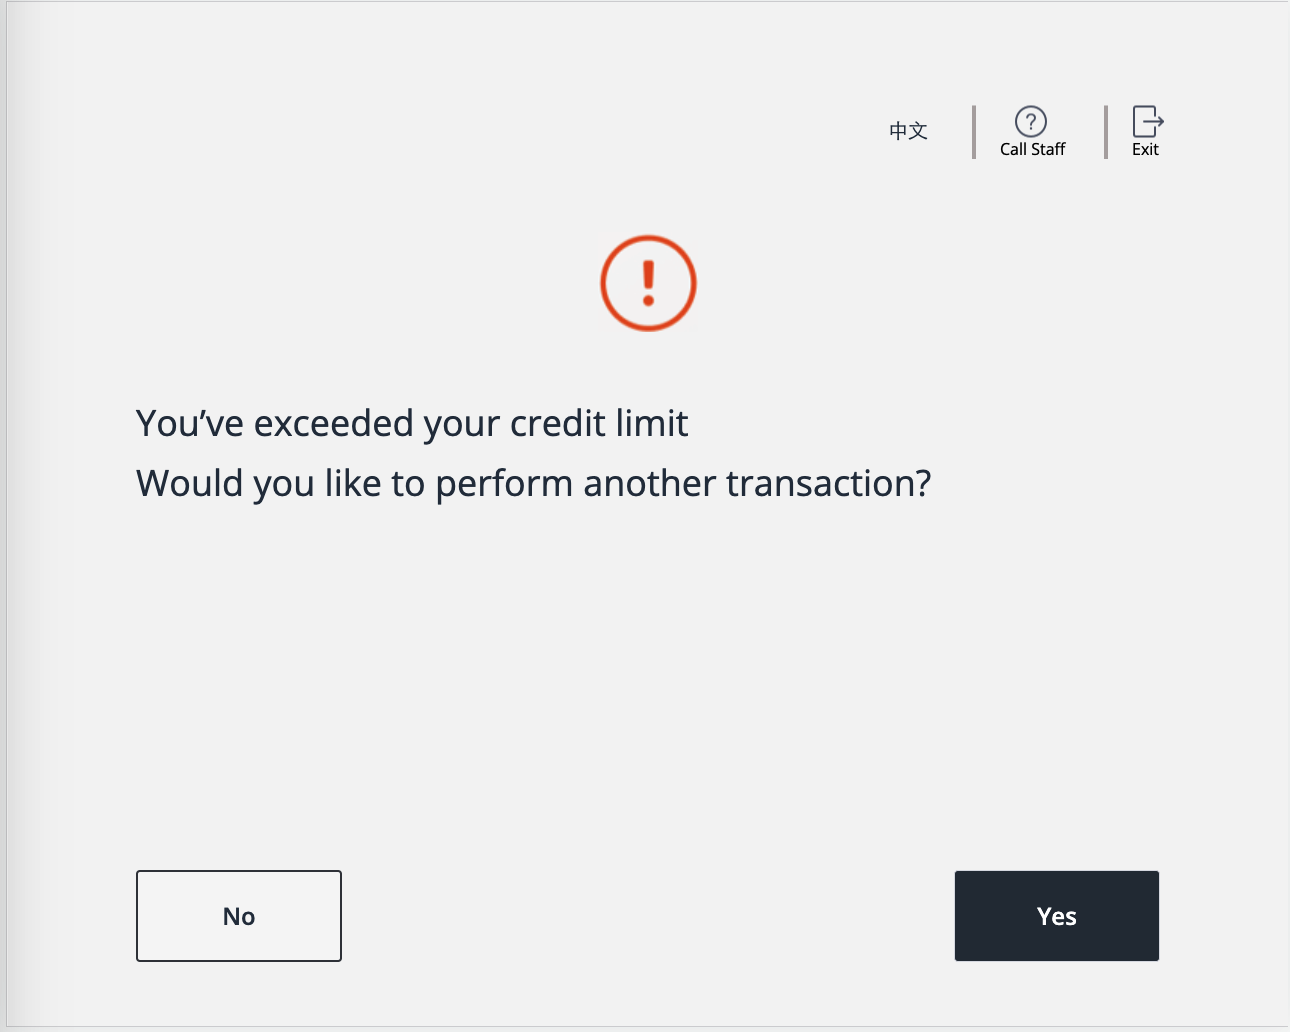 中文
Call Staff
Exit
You’ve exceeded your credit limit
Would you like to perform another transaction?
No
Yes